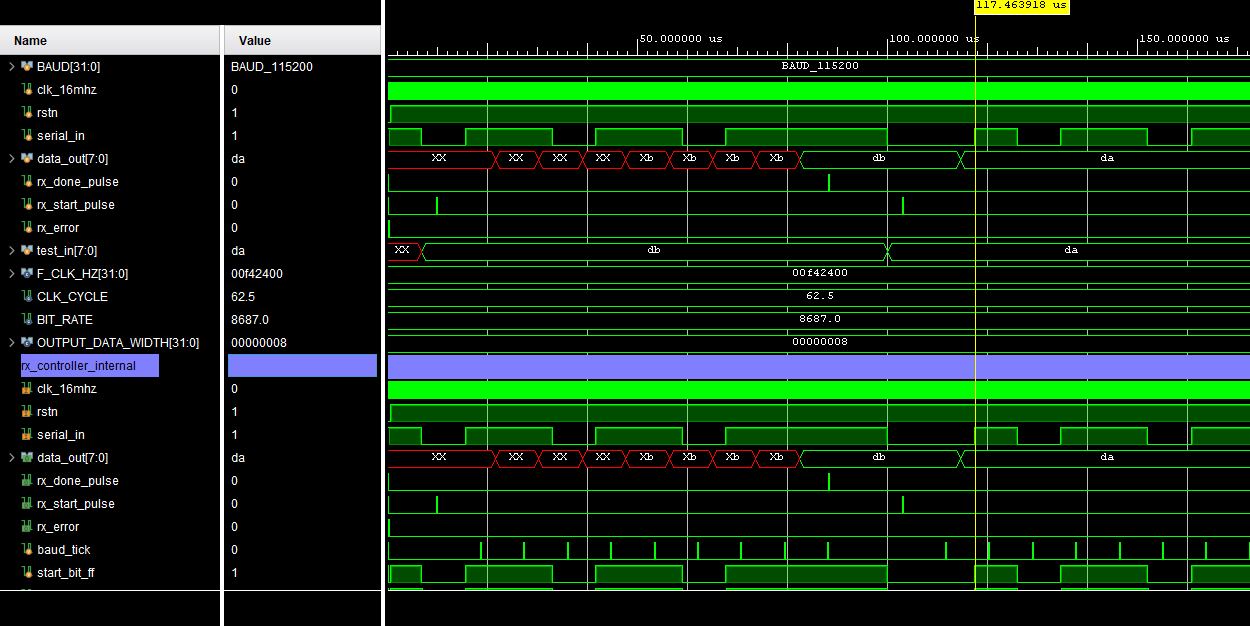 117.463918 us
Name Value 50.000000 us 100.000000 us 150.000000 us
BAUD[31:0] BAUD_115200 BAUD_115200
clk_16mhz 0
rstn 1
serial_in 1
data_out[7:0] da XX XX XX XX Xb Xb Xb Xb db da
rx_done_pulse 0
rx_start_pulse 0
rx_error 0
test_in[7:0] da XX db da
F_CLK_HZ[31:0] 00f42400 00f42400
CLK_CYCLE 62.5 62.5
BIT_RATE 8687.0 8687.0
OUTPUT_DATA_WIDTH[31:0] 00000008 00000008
rx_controller_internal
clk_16mhz 0
rstn 1
serial_in 1
data_out[7:0] da XX XX XX XX Xb Xb Xb Xb db da
rx_done_pulse 0
rx_start_pulse 0
rx_error 0
baud_tick 0
start_bit_ff 1